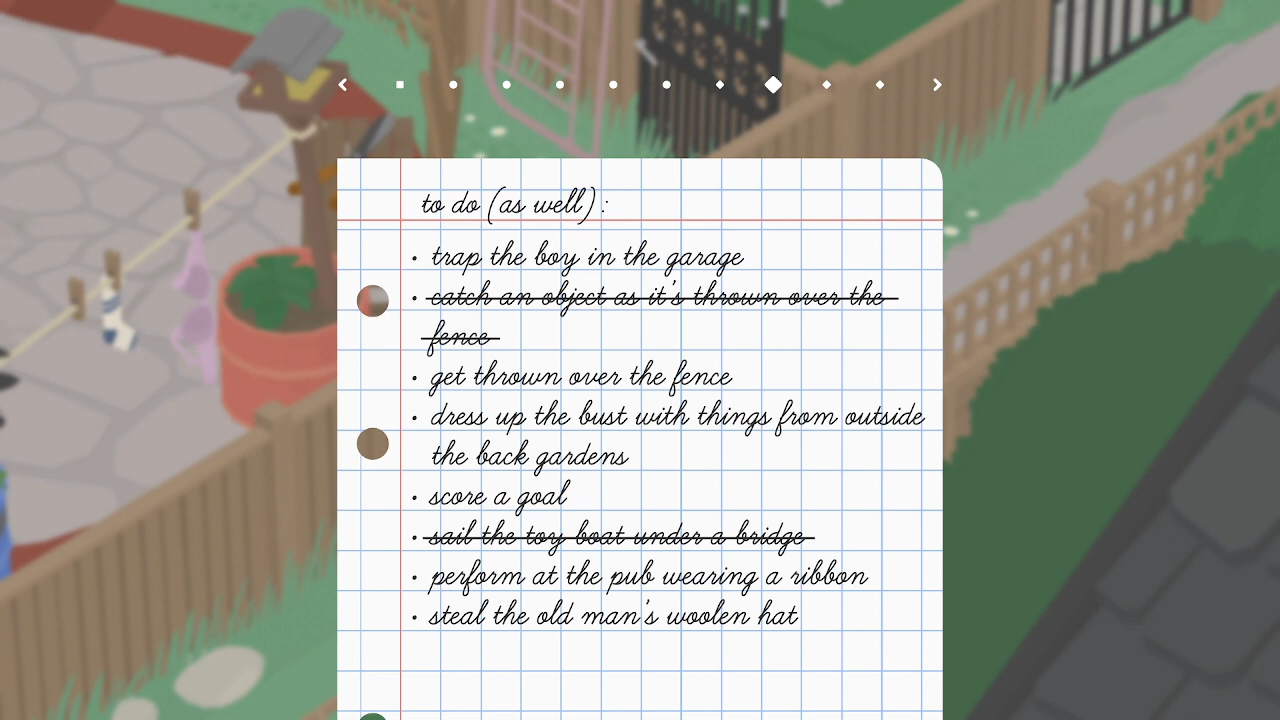 to do (as well):
• trap the boy in the garage
• catch an object as it's thrown over the
fence
• get thrown over the fence
• dress up the bust with things from outside
the back gardens
• score a goal
• sail the toy boat under a bridge
• perform at the pub wearing a ribbon
• steal the old man's woolen hat